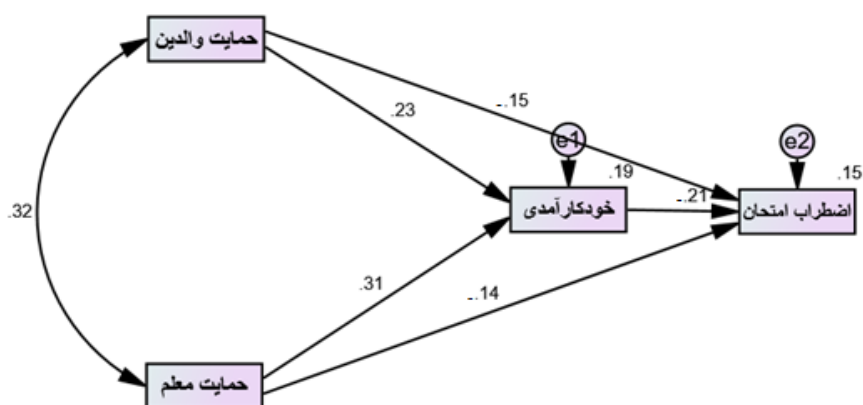 حمایت والدین
-.15
.23
e1
e2
.19
.15
-.21
.32
خودکارآمدی
اضطراب امتحان
.31
-.14
حمایت معلم